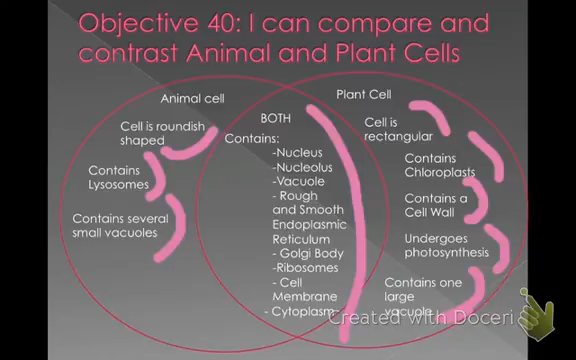 Objective 40: I can compare and
contrast Animal and Plant Cells
Animal cell
Cell is roundish
shaped
Contains
Lysosomes
Contains several
small vacuoles
BOTH
Contains:
-Nucleus
-Nucleolus
-Vacuole
- Rough
and Smooth
Endoplasmic
Reticulum
- Golgi Body
-Ribosomes
- Cell
Membrane
- Cytoplasm
Plant Cell
Cell is
rectangular
Contains
Chloroplasts
Contains a
Cell Wall
Undergoes
photosynthesis
Contains one
large
vacuole
Created with Doceri